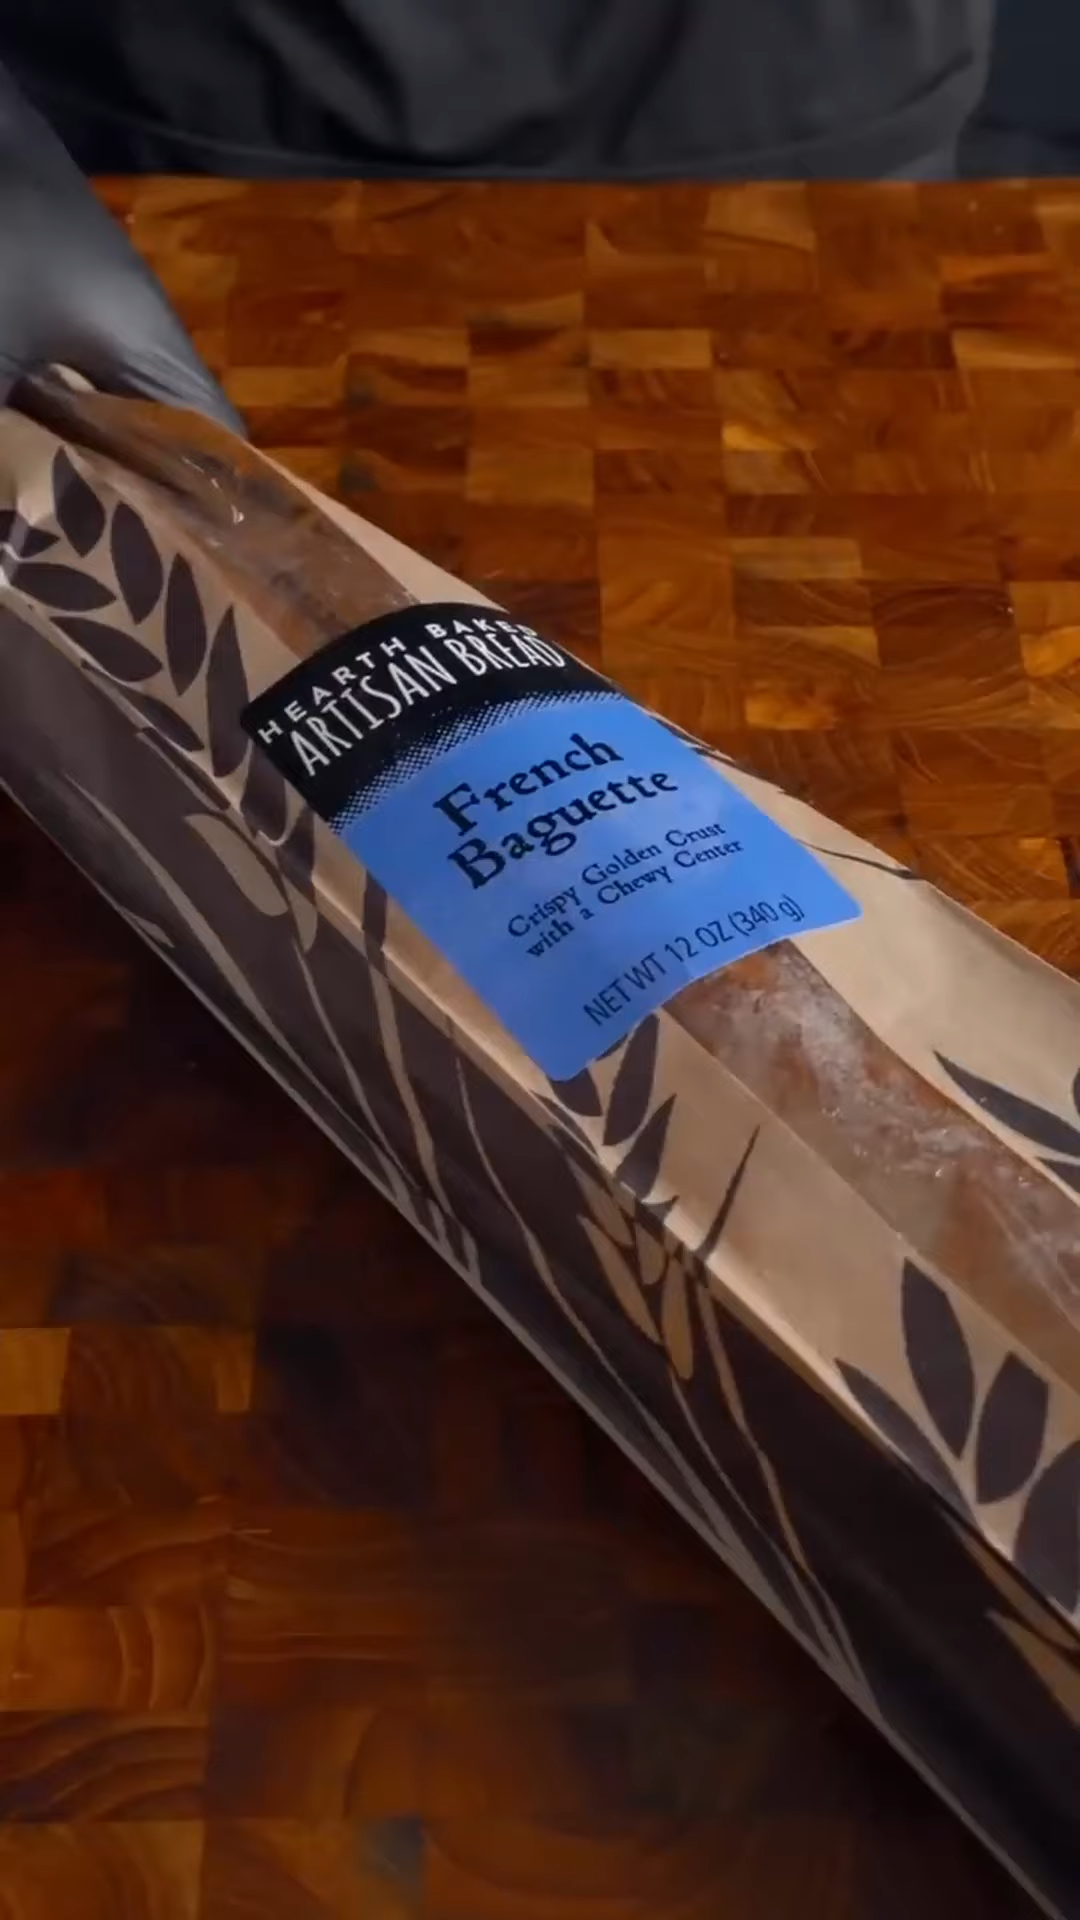 HEARTH BAKED
ARTISAN BREAD
French
Baguette
Crispy Golden Crust
with a Chewy Center
NET WT 12 OZ (340 g)